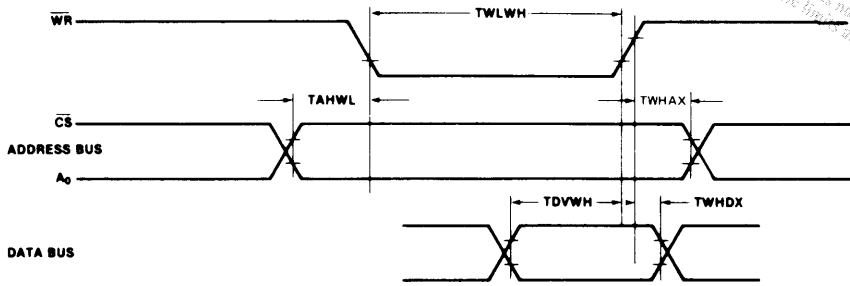 TWLWH
WR
TAHWL
TWHAX
CS
ADDRESS BUS
A0
TDVWH
TWHDX
DATA BUS